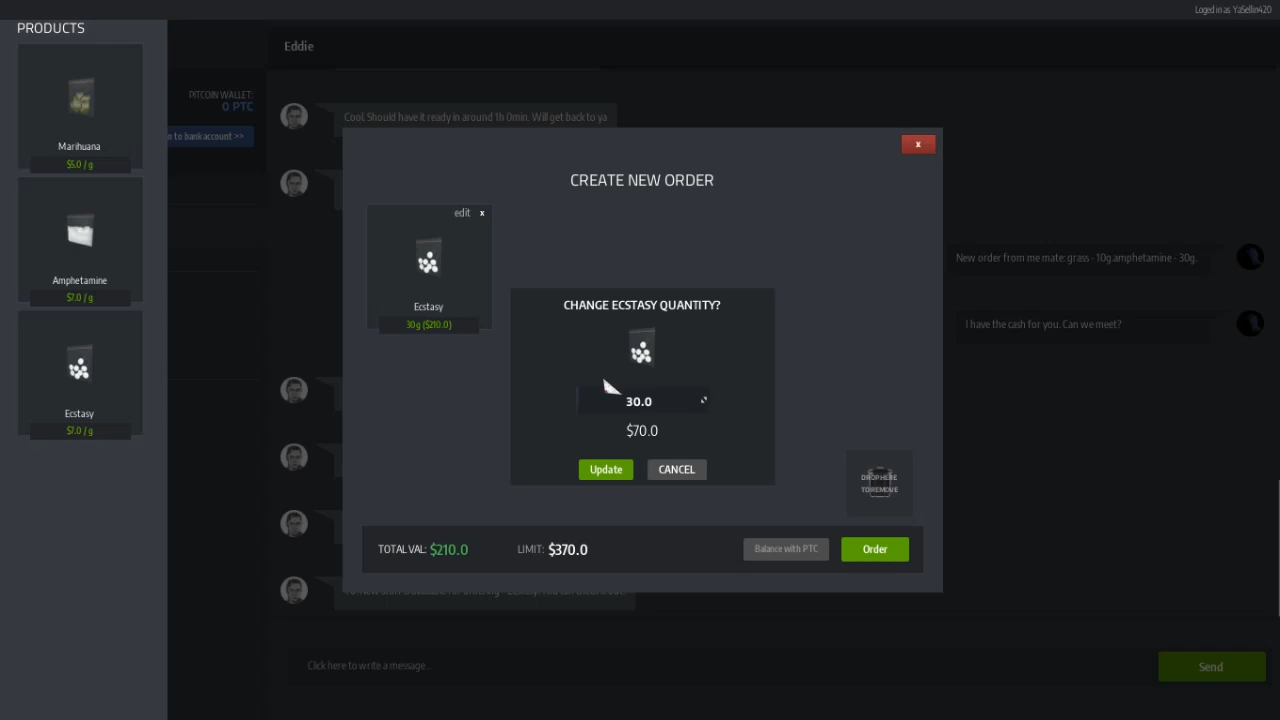 Loged in as YaSellin420
PRODUCTS
Marihuana
$5.0 / g
Amphetamine
$7.0 / g
Ecstasy
$7.0 / g
PITCOIN WALLET:
0 PTC
to bank account >>
Eddie
Cool. Should have it ready in around 1h 0min. Will get back to ya
New order from me mate: grass - 10g.amphetamine - 30g.
I have the cash for you. Can we meet?
x
CREATE NEW ORDER
edit x
Ecstasy
30g ($210.0)
CHANGE ECSTASY QUANTITY?
30.0
$70.0
Update
CANCEL
DROP HERE
TO REMOVE
TOTAL VAL: $210.0
LIMIT: $370.0
Balance with PTC
Order
Click here to write a message...
Send